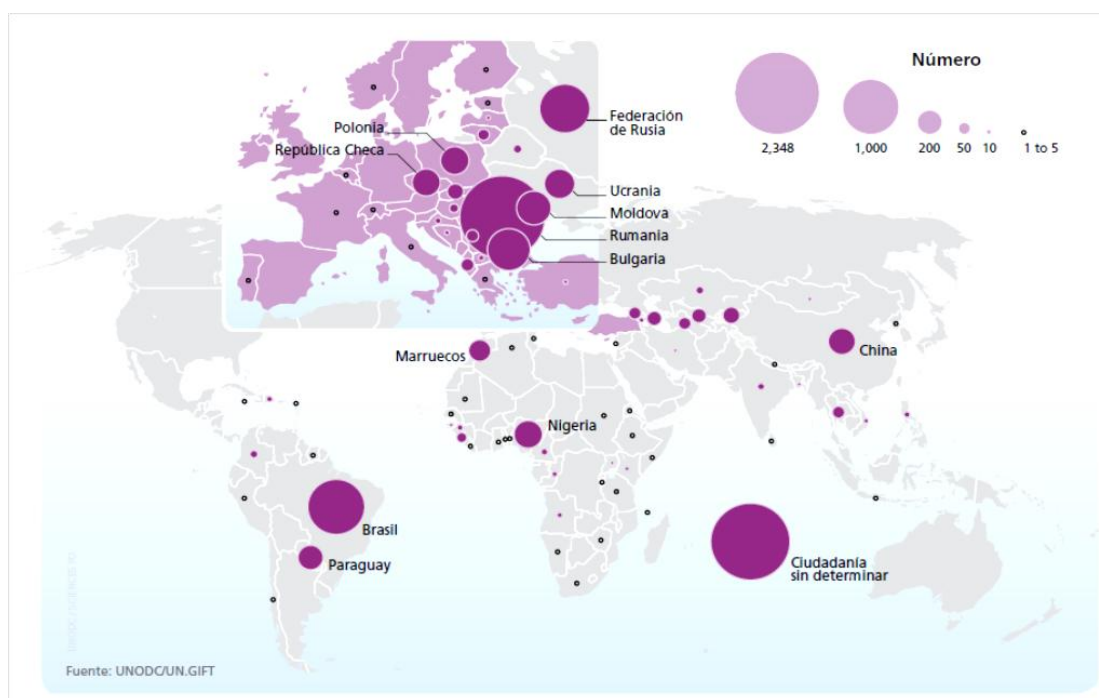 Número
2,348
1,000
200
50
10
1 to 5
Polonia
República Checa
Federación
de Rusia
Ucrania
Moldova
Rumania
Bulgaria
Marruecos
China
Nigeria
Brasil
Paraguay
Ciudadanía
sin determinar
Fuente: UNODC/UN.GIFT